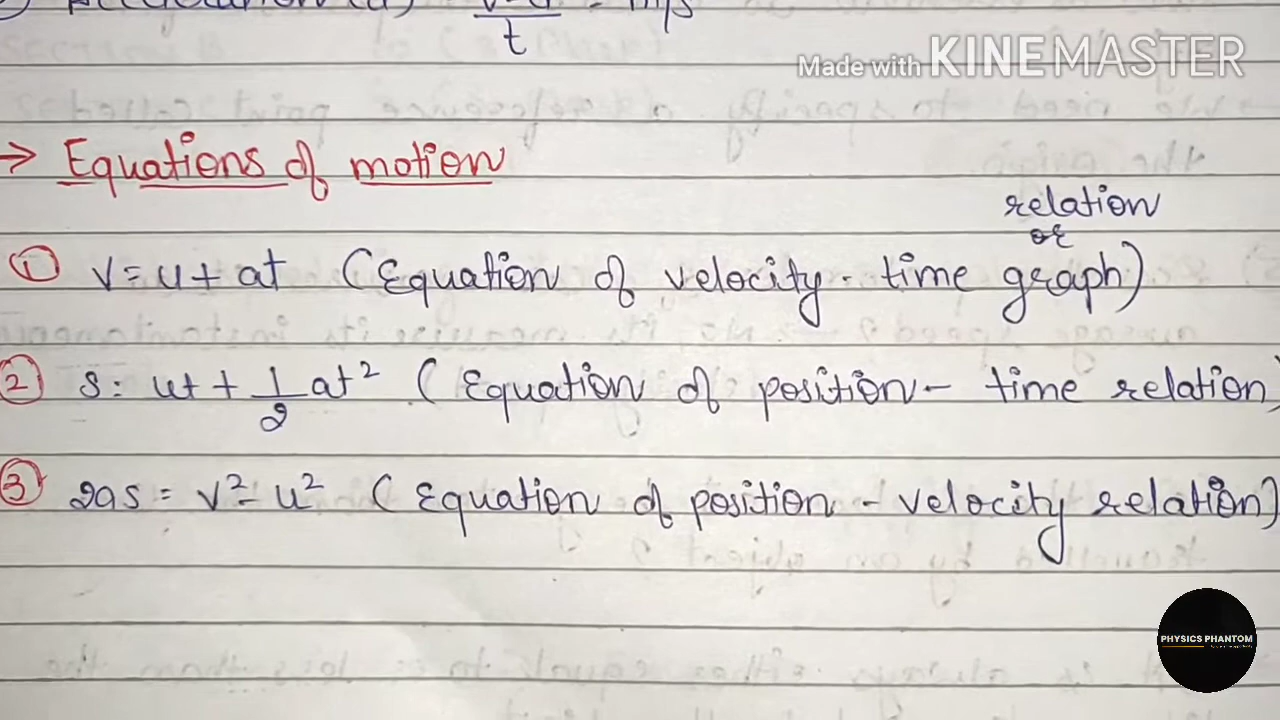 t
Made with KINEMASTER
→ Equations of motion
relation
or
① v = u + at (Equation of velocity - time graph)
② s = ut + 1/2 at² (Equation of position - time relation)
③ 2as = v² - u² (Equation of position - velocity relation)
PHYSICS PHANTOM